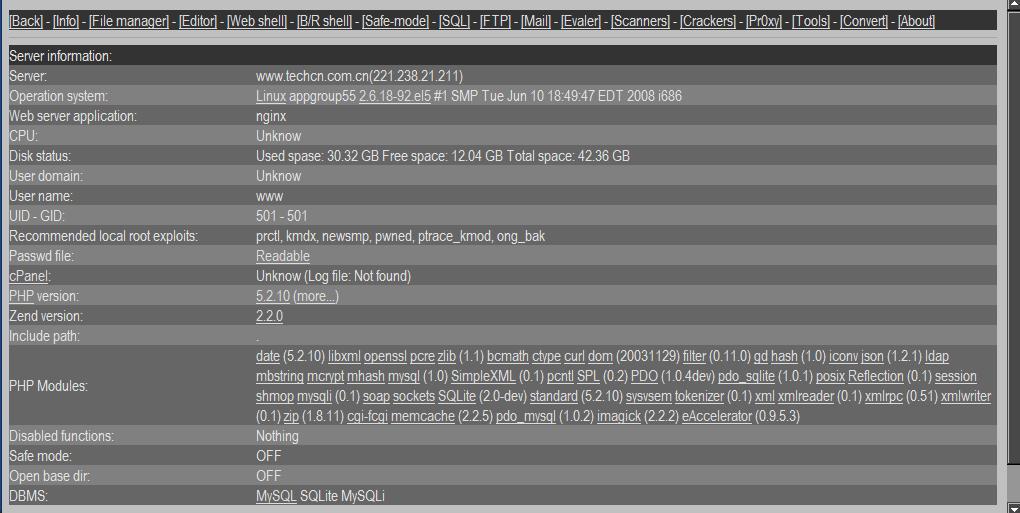 [Back] - [Info] - [File manager] - [Editor] - [Web shell] - [B/R shell] - [Safe-mode] - [SQL] - [FTP] - [Mail] - [Evaler] - [Scanners] - [Crackers] - [Pr0xy] - [Tools] - [Convert] - [About]
Server information:
Server: www.techcn.com.cn(221.238.21.211)
Operation system: Linux appgroup55 2.6.18-92.el5 #1 SMP Tue Jun 10 18:49:47 EDT 2008 i686
Web server application: nginx
CPU: Unknow
Disk status: Used spase: 30.32 GB Free space: 12.04 GB Total space: 42.36 GB
User domain: Unknow
User name: www
UID - GID: 501 - 501
Recommended local root exploits: prctl, kmdx, newsmp, pwned, ptrace_kmod, ong_bak
Passwd file: Readable
cPanel: Unknow (Log file: Not found)
PHP version: 5.2.10 (more...)
Zend version: 2.2.0
Include path: .
PHP Modules: date (5.2.10) libxml openssl pcre zlib (1.1) bcmath ctype curl dom (20031129) filter (0.11.0) gd hash (1.0) iconv json (1.2.1) ldap
mbstring mcrypt mhash mysql (1.0) SimpleXML (0.1) pcntl SPL (0.2) PDO (1.0.4dev) pdo_sqlite (1.0.1) posix Reflection (0.1) session
shmop mysqli (0.1) soap sockets SQLite (2.0-dev) standard (5.2.10) sysvsem tokenizer (0.1) xml xmlreader (0.1) xmlrpc (0.51) xmlwriter
(0.1) zip (1.8.11) cgi-fcgi memcache (2.2.5) pdo_mysql (1.0.2) imagick (2.2.2) eAccelerator (0.9.5.3)
Disabled functions: Nothing
Safe mode: OFF
Open base dir: OFF
DBMS: MySQL SQLite MySQLi